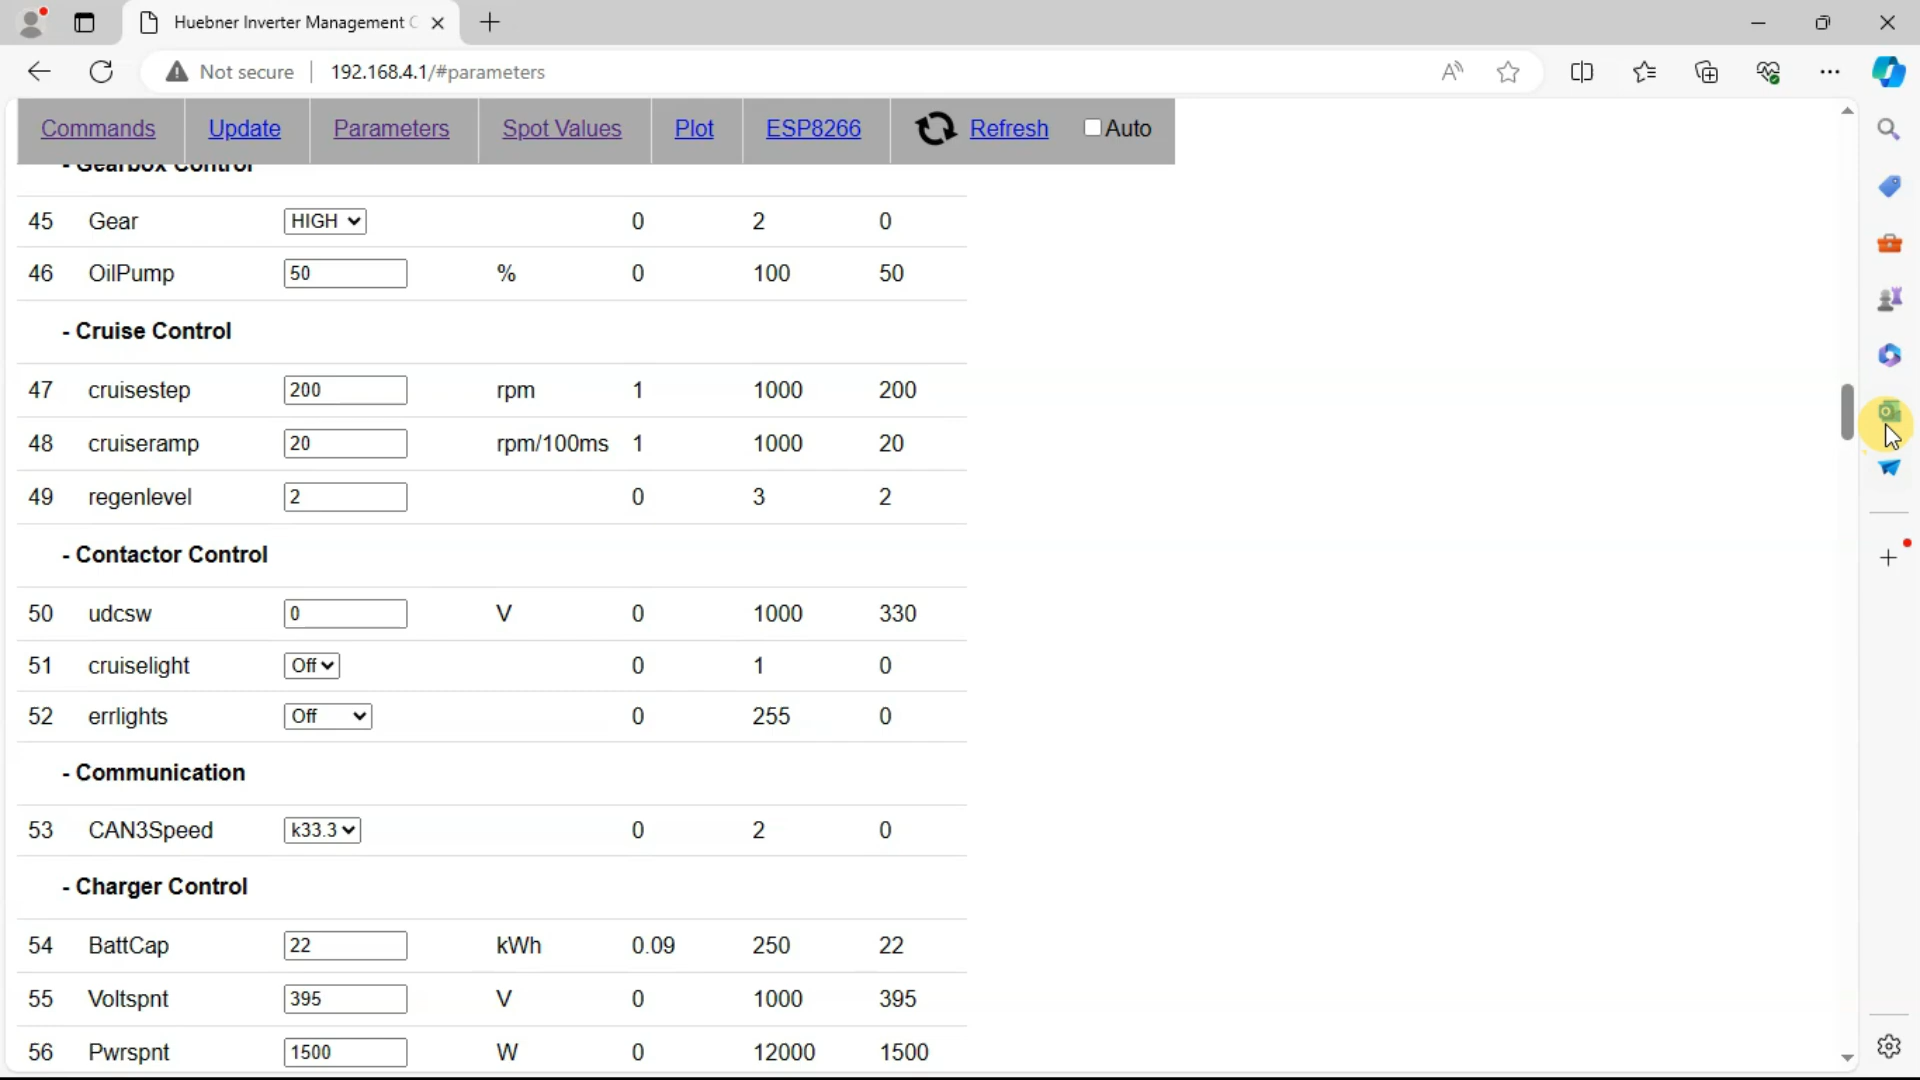 Huebner Inverter Management C
Not secure 192.168.4.1/#parameters
Commands Update Parameters Spot Values Plot ESP8266 Refresh Auto
- Gearbox Control
45 Gear HIGH 0 2 0
46 OilPump 50 % 0 100 50
- Cruise Control
47 cruisestep 200 rpm 1 1000 200
48 cruiseramp 20 rpm/100ms 1 1000 20
49 regenlevel 2 0 3 2
- Contactor Control
50 udcsw 0 V 0 1000 330
51 cruiselight Off 0 1 0
52 errlights Off 0 255 0
- Communication
53 CAN3Speed k33.3 0 2 0
- Charger Control
54 BattCap 22 kWh 0.09 250 22
55 Voltspnt 395 V 0 1000 395
56 Pwrspnt 1500 W 0 12000 1500